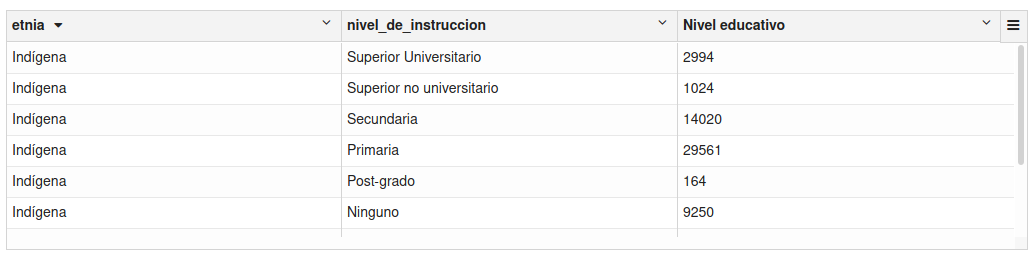 etnia nivel_de_instruccion Nivel educativo
Indígena Superior Universitario 2994
Indígena Superior no universitario 1024
Indígena Secundaria 14020
Indígena Primaria 29561
Indígena Post-grado 164
Indígena Ninguno 9250